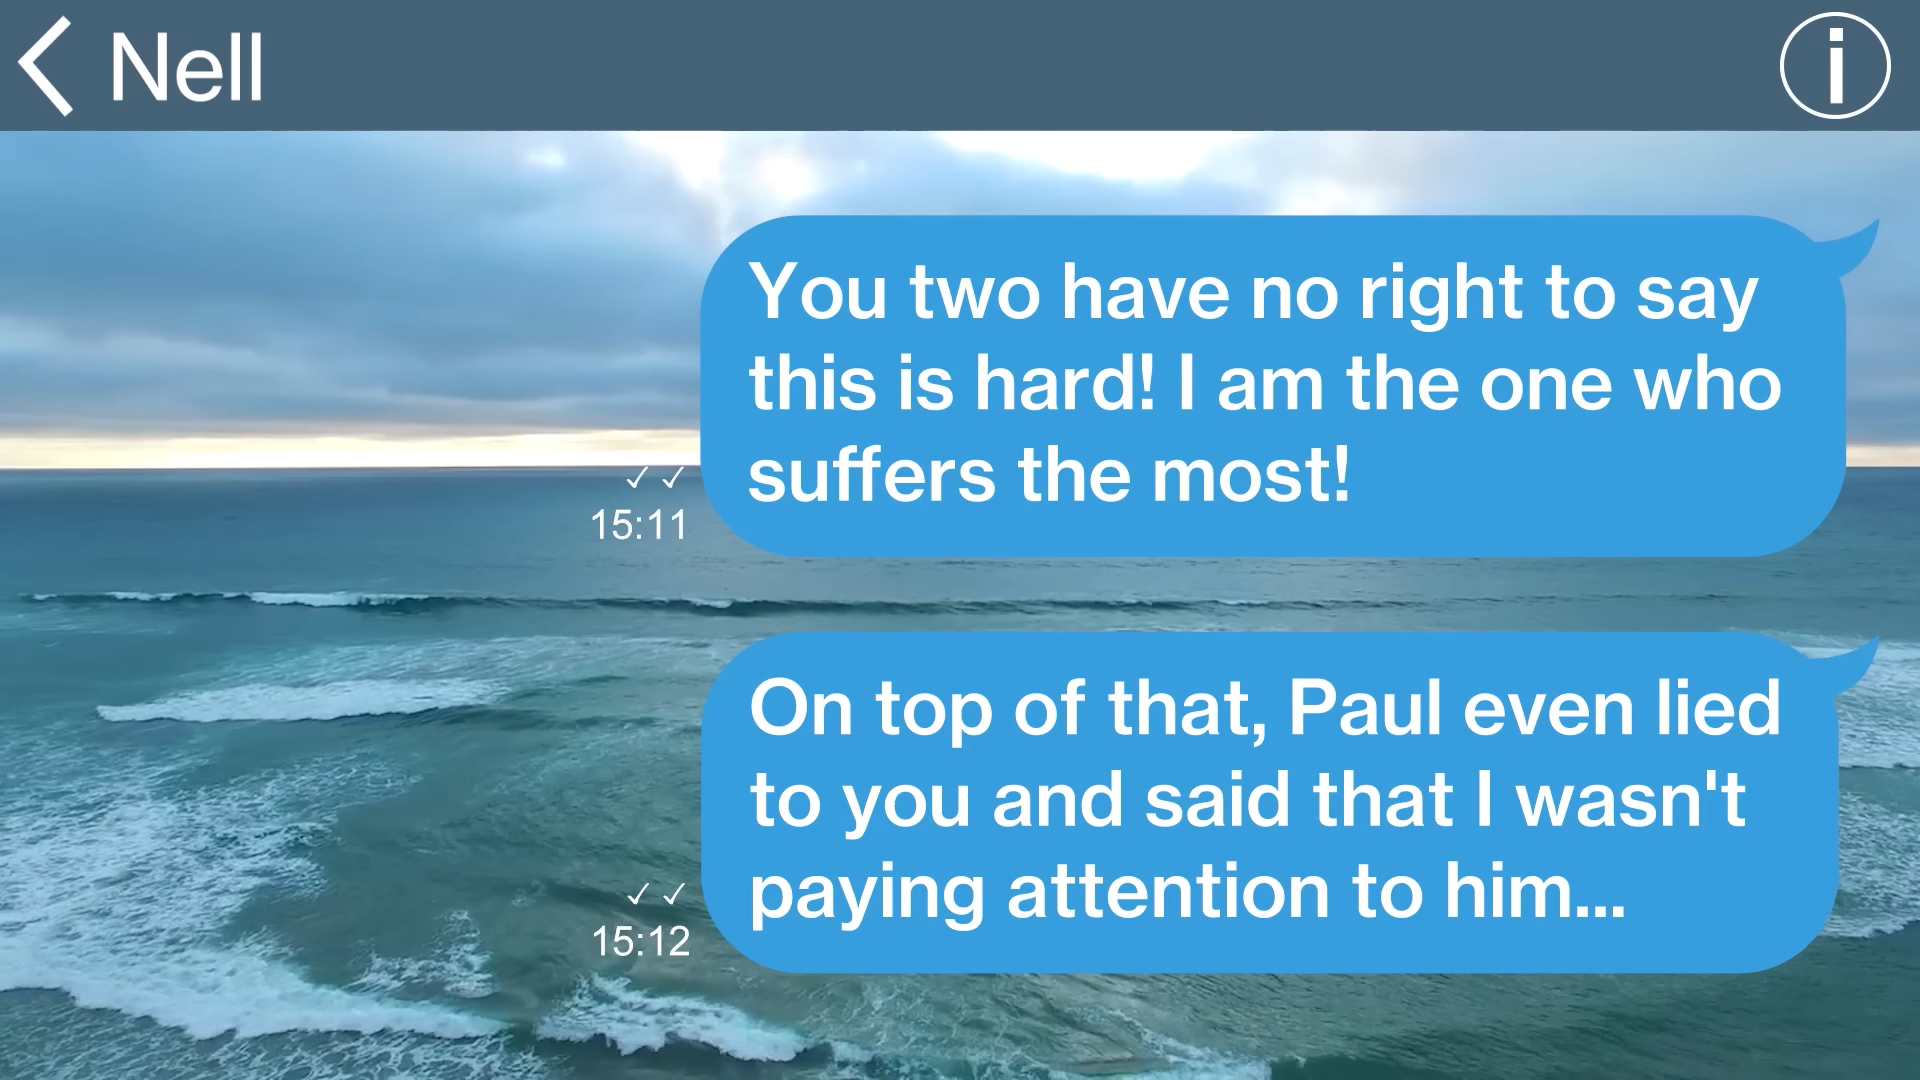 Nell
You two have no right to say
this is hard! I am the one who
suffers the most!
✓✓
15:11
On top of that, Paul even lied
to you and said that I wasn't
paying attention to him...
✓✓
15:12